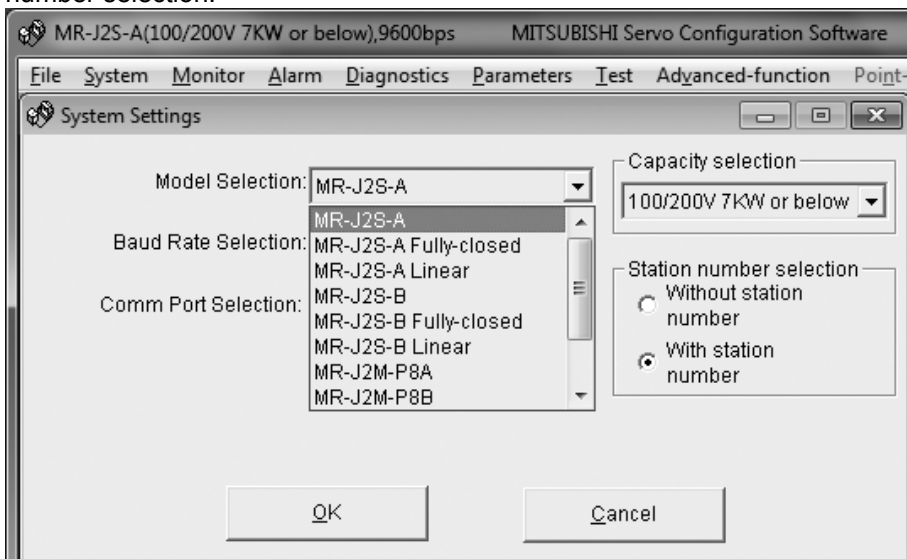 number selection.
MR-J2S-A(100/200V 7KW or below),9600bps MITSUBISHI Servo Configuration Software
File System Monitor Alarm Diagnostics Parameters Test Advanced-function Point-
System Settings
Model Selection: MR-J2S-A
MR-J2S-A
MR-J2S-A Fully-closed
MR-J2S-A Linear
MR-J2S-B
MR-J2S-B Fully-closed
MR-J2S-B Linear
MR-J2M-P8A
MR-J2M-P8B
Baud Rate Selection:
Comm Port Selection:
Capacity selection
100/200V 7KW or below
Station number selection
Without station
number
With station
number
OK Cancel